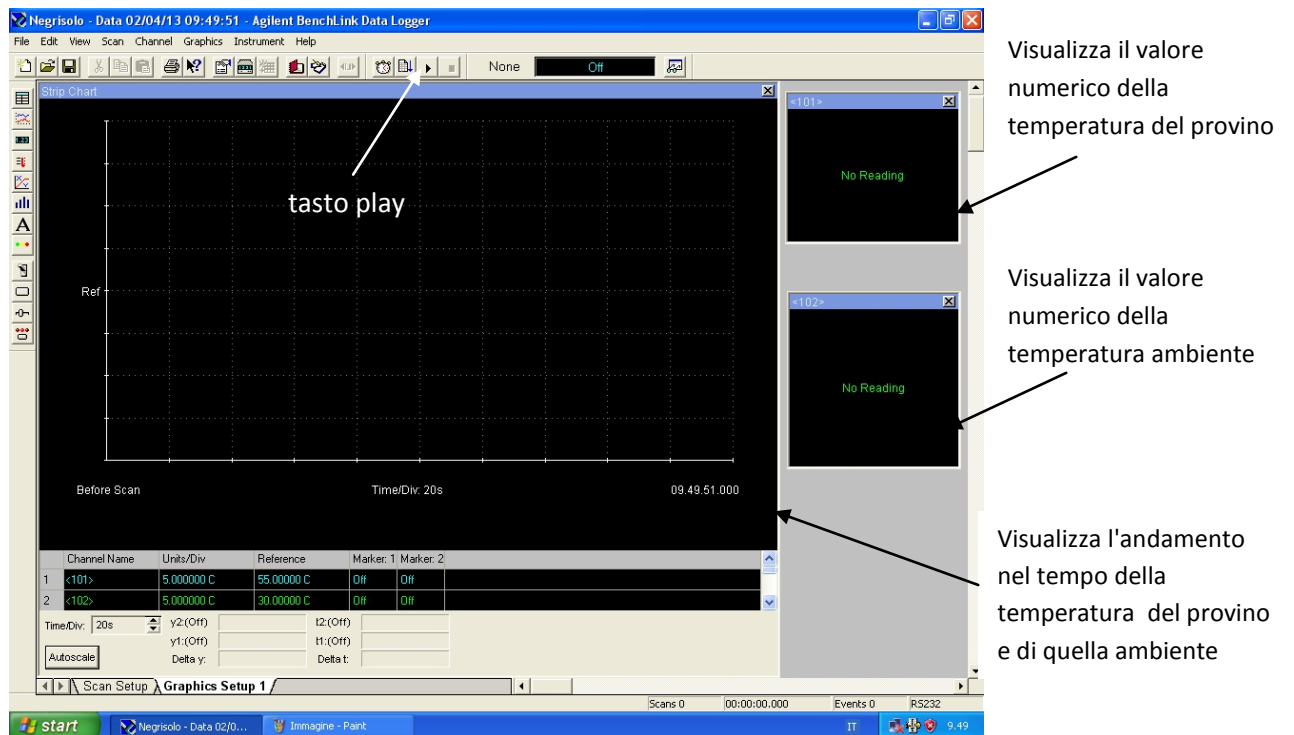 Negrisolo - Data 02/04/13 09:49:51 - Agilent BenchLink Data Logger
File Edit View Scan Channel Graphics Instrument Help
None Off
Strip Chart
tasto play
Ref
Before Scan Time/Div: 20s 09.49.51.000
<101>
No Reading
<102>
No Reading
Visualizza il valore
numerico della
temperatura del provino
Visualizza il valore
numerico della
temperatura ambiente
Visualizza l'andamento
nel tempo della
temperatura del provino
e di quella ambiente
Channel Name Units/Div Reference Marker: 1 Marker: 2
1 <101> 5.000000 C 55.00000 C Off Off
2 <102> 5.000000 C 30.00000 C Off Off
Time/Div: 20s y2:(Off) t2:(Off)
y1:(Off) t1:(Off)
Autoscale Delta y: Delta t:
Scan Setup Graphics Setup 1
Scans 0 00:00:00.000 Events 0 RS232
start Negrisolo - Data 02/0... Immagine - Paint IT 9.49